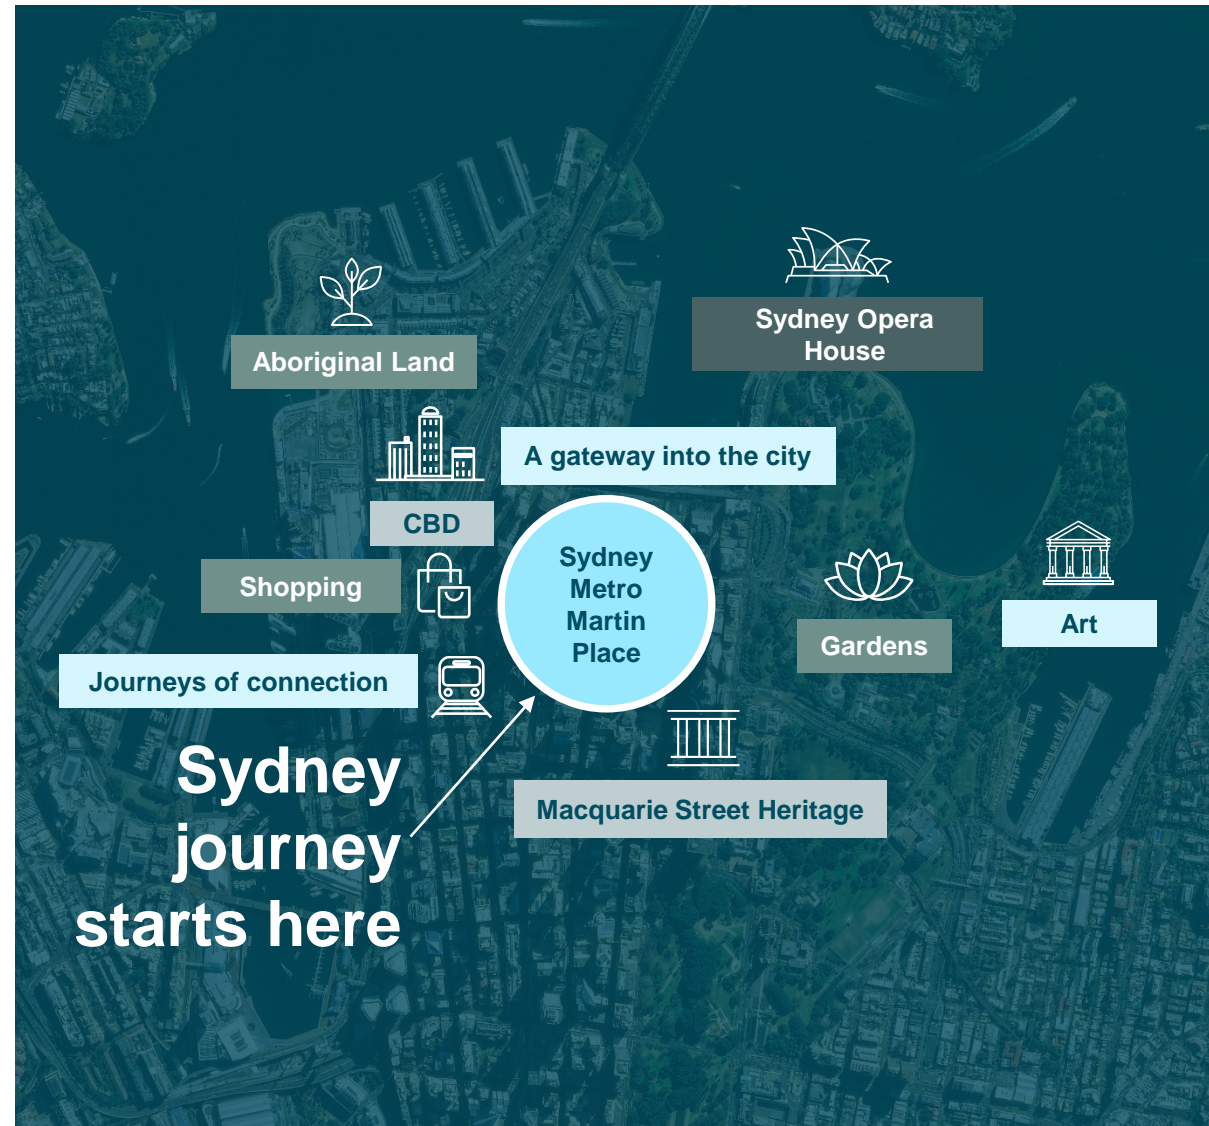 Sydney Opera
House
Aboriginal Land
A gateway into the city
CBD
Sydney
Metro
Martin
Place
Shopping
Art
Gardens
Journeys of connection
Macquarie Street Heritage
Sydney
journey
starts here